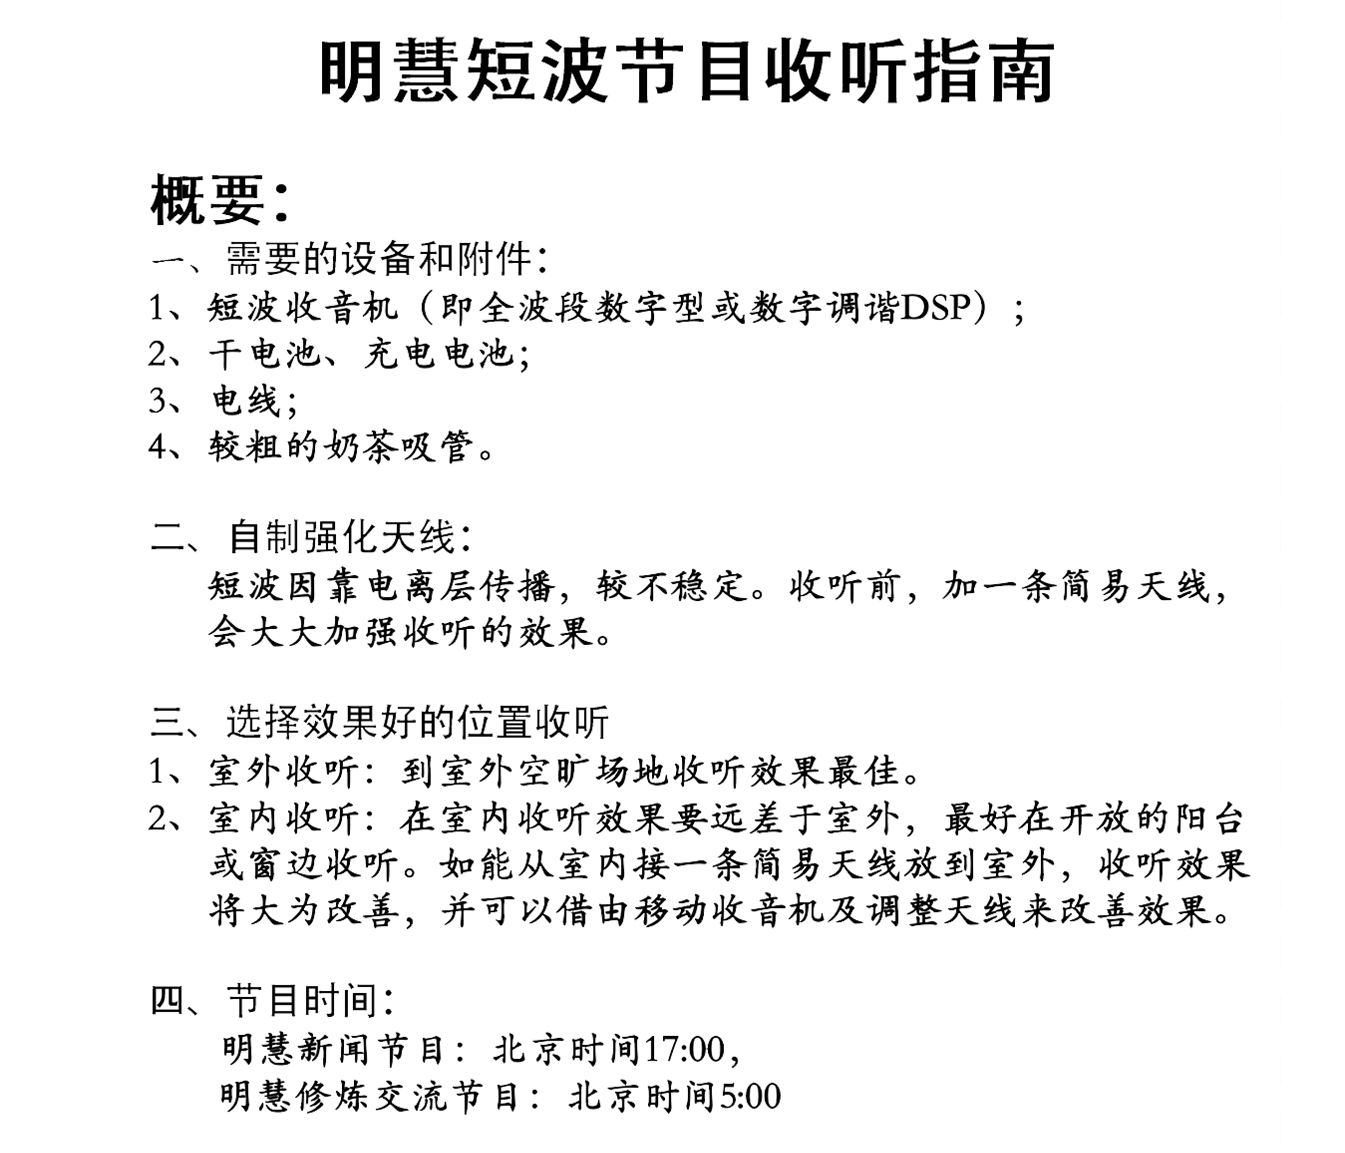 明慧短波节目收听指南
概要：
一、需要的设备和附件：
1、短波收音机（即全波段数字型或数字调谐DSP）；
2、干电池、充电电池；
3、电线；
4、较粗的奶茶吸管。
二、自制强化天线：
短波因靠电离层传播，较不稳定。收听前，加一条简易天线，
会大大加强收听的效果。
三、选择效果好的位置收听
1、室外收听：到室外空旷场地收听效果最佳。
2、室内收听：在室内收听效果要远差于室外，最好在开放的阳台
或窗边收听。如能从室内接一条简易天线放到室外，收听效果
将大为改善，并可以借由移动收音机及调整天线来改善效果。
四、节目时间：
明慧新闻节目：北京时间17:00，
明慧修炼交流节目：北京时间5:00